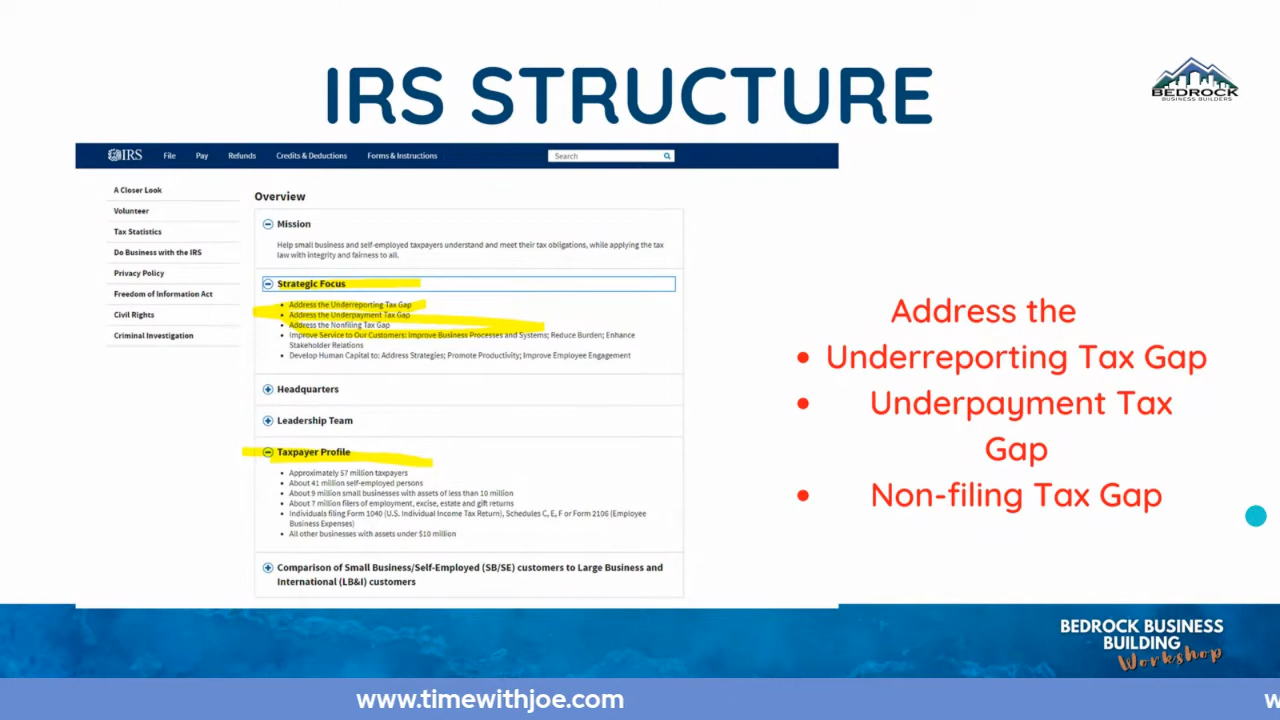 IRS STRUCTURE
BEDROCK
BUSINESS BUILDERS
IRS File Pay Refunds Credits & Deductions Forms & Instructions Search
A Closer Look
Volunteer
Tax Statistics
Do Business with the IRS
Privacy Policy
Freedom of Information Act
Civil Rights
Criminal Investigation
Overview
Mission
Help small business and self-employed taxpayers understand and meet their tax obligations, while applying the tax
law with integrity and fairness to all.
Strategic Focus
• Address the Underreporting Tax Gap
• Address the Underpayment Tax Gap
• Address the Nonfiling Tax Gap
• Improve Service to Our Customers: Improve Business Processes and Systems; Reduce Burden; Enhance
Stakeholder Relations
• Develop Human Capital to: Address Strategies; Promote Productivity; Improve Employee Engagement
Headquarters
Leadership Team
Taxpayer Profile
• Approximately 57 million taxpayers
• About 41 million self-employed persons
• About 9 million small businesses with assets of less than 10 million
• About 7 million filers of employment, excise, estate and gift returns
• Individuals filing Form 1040 (U.S. Individual Income Tax Return), Schedules C, E, F or Form 2106 (Employee
Business Expenses)
• All other businesses with assets under $10 million
Comparison of Small Business/Self-Employed (SB/SE) customers to Large Business and
International (LB&I) customers
Address the
• Underreporting Tax Gap
• Underpayment Tax
Gap
• Non-filing Tax Gap
BEDROCK BUSINESS
BUILDING
Workshop
www.timewithjoe.com w